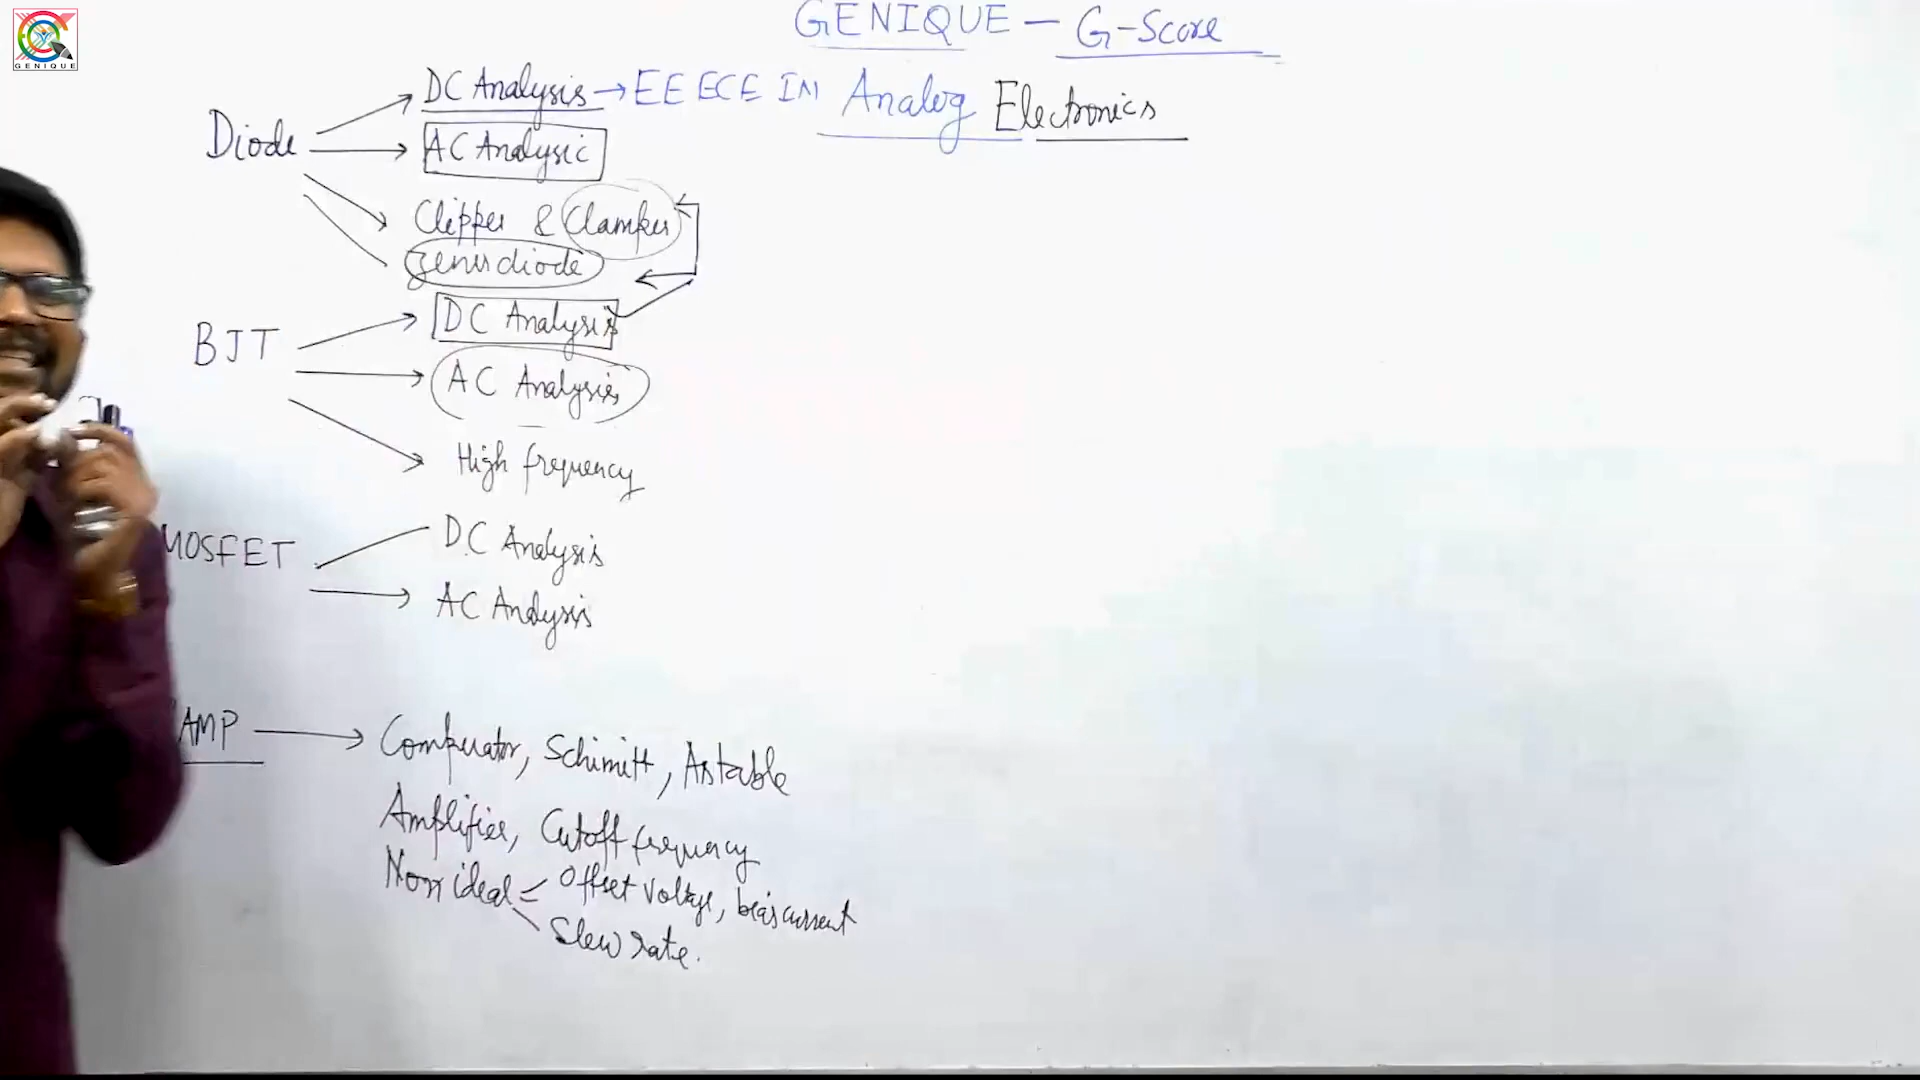 GENIQUE
GENIQUE - G-Score
DC Analysis → EE ECE IN Analog Electronics
Diode
AC Analysis
Clipper & Clamper
Zener diode
BJT
DC Analysis
AC Analysis
High frequency
MOSFET
DC Analysis
AC Analysis
AMP → Comparator, Schimitt, Astable
Amplifier, Cutoff frequency
Non ideal = Offset Voltage, bias current
Slew rate.